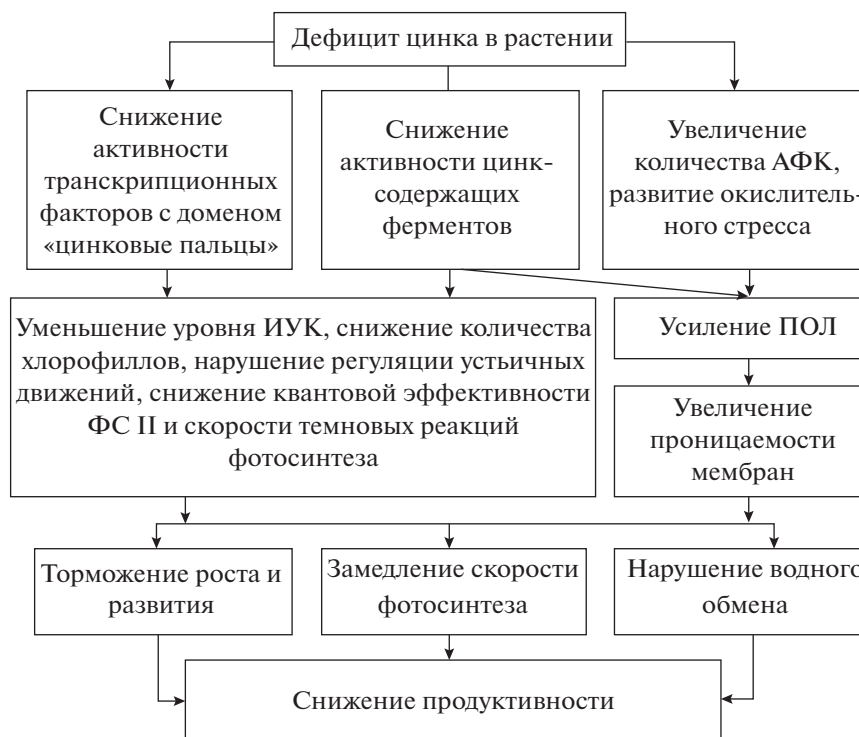 Дефицит цинка в растении
Снижение
активности
транскрипционных
факторов с доменом
«цинковые пальцы»
Снижение
активности цинк-
содержащих
ферментов
Увеличение
количества АФК,
развитие окислитель-
ного стресса
Уменьшение уровня ИУК, снижение количества
хлорофиллов, нарушение регуляции устьичных
движений, снижение квантовой эффективности
ФС II и скорости темновых реакций
фотосинтеза
Усиление ПОЛ
Увеличение
проницаемости
мембран
Торможение роста и
развития
Замедление скорости
фотосинтеза
Нарушение водного
обмена
Снижение продуктивности